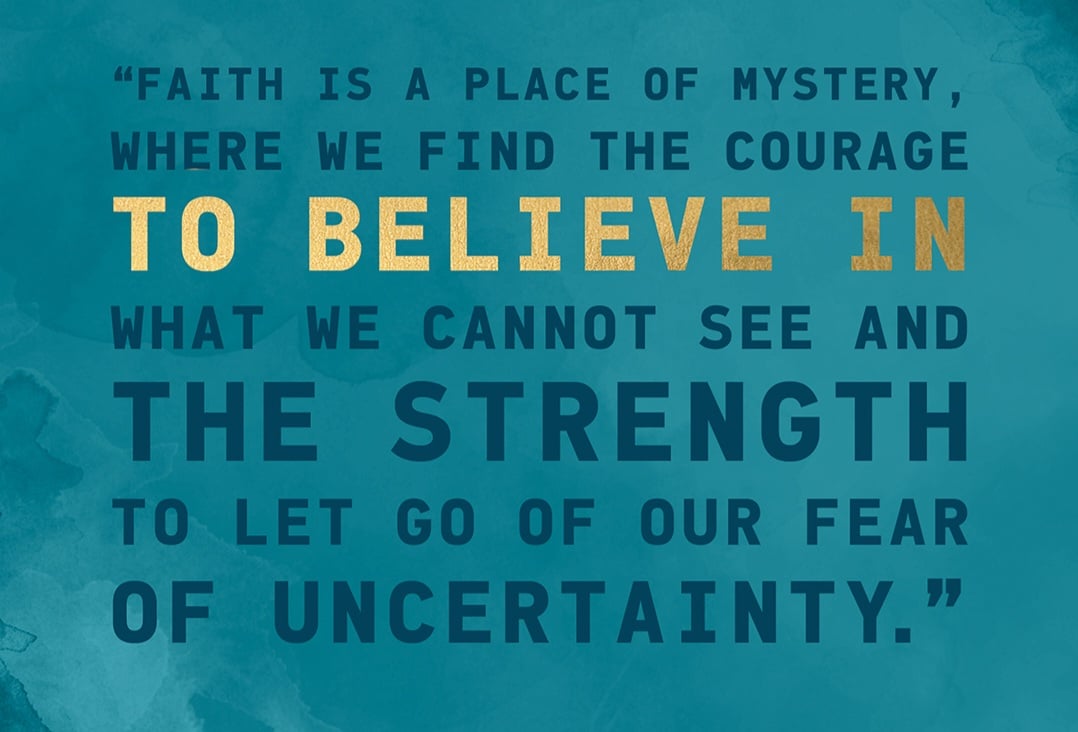 “FAITH IS A PLACE OF MYSTERY,
WHERE WE FIND THE COURAGE
TO BELIEVE IN
WHAT WE CANNOT SEE AND
THE STRENGTH
TO LET GO OF OUR FEAR
OF UNCERTAINTY.”